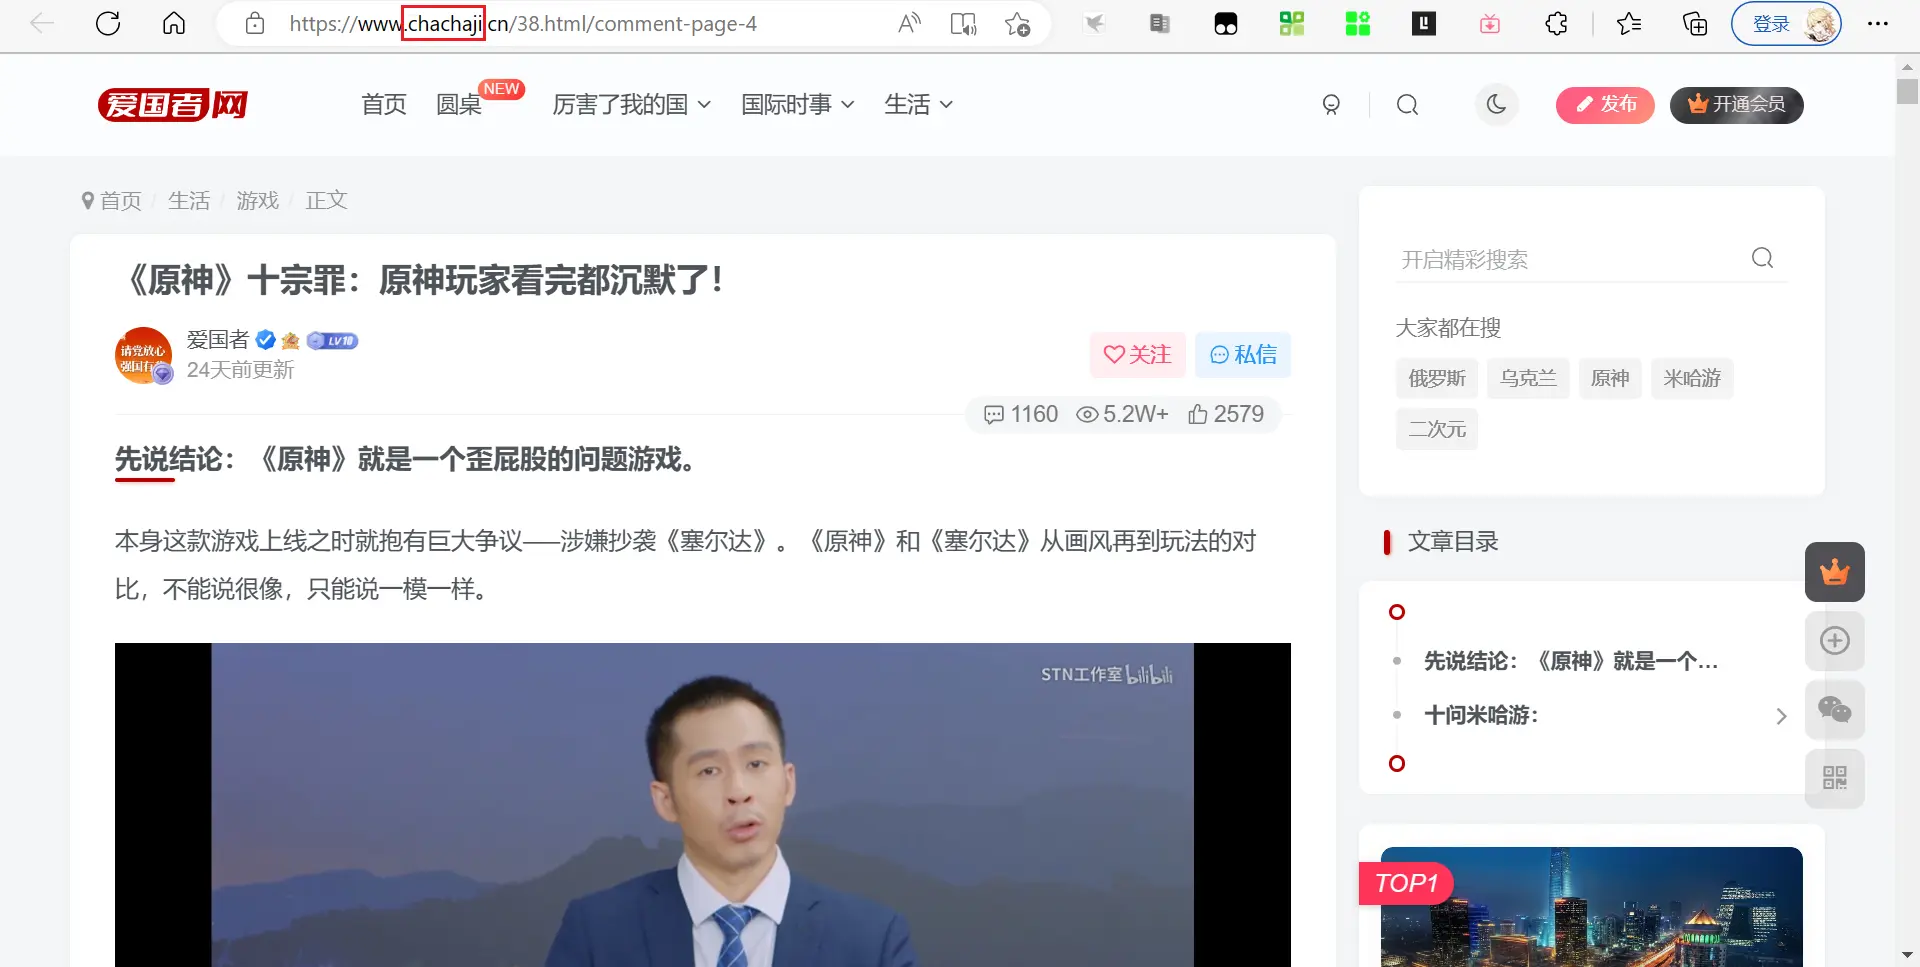 https://www.chachaji.cn/38.html/comment-page-4
登录
爱国者网
首页
圆桌
NEW
厉害了我的国
国际时事
生活
发布
开通会员
首页 / 生活 / 游戏 / 正文
《原神》十宗罪：原神玩家看完都沉默了！
爱国者
LV10
24天前更新
请党放心
强国有我
关注
私信
1160
5.2W+
2579
先说结论：《原神》就是一个歪屁股的问题游戏。
本身这款游戏上线之时就抱有巨大争议——涉嫌抄袭《塞尔达》。《原神》和《塞尔达》从画风再到玩法的对
比，不能说很像，只能说一模一样。
STN工作室
bilibili
开启精彩搜索
大家都在搜
俄罗斯
乌克兰
原神
米哈游
二次元
文章目录
先说结论：《原神》就是一个...
十问米哈游：
TOP1